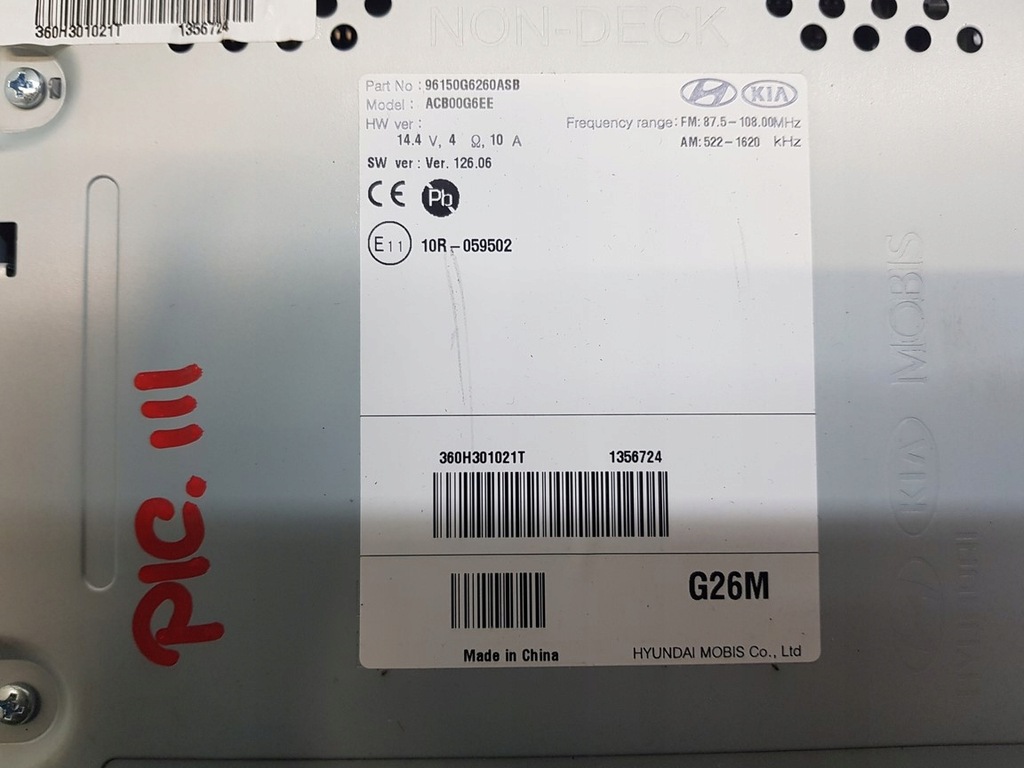 360H301021T 1356724
NON-DECK
Part No : 96150G6260ASB
Model : ACB00G6EE
HW ver :
14.4 V, 4 Ω, 10 A
SW ver : Ver. 126.06
KIA
Frequency range: FM: 87.5-108.00MHz
AM: 522-1620 kHz
CE Pb
E11 10R-059502
360H301021T 1356724
G26M
Made in China
HYUNDAI MOBIS Co., Ltd
PIC. III
MOBIS
KIA